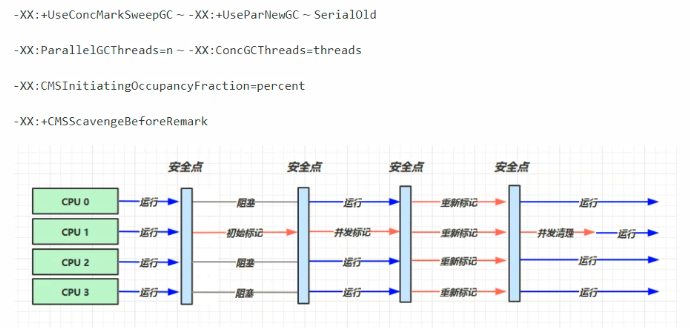 -XX:+UseConcMarkSweepGC ~ -XX:+UseParNewGC ~ SerialOld
-XX:ParallelGCThreads=n ~ -XX:ConcGCThreads=threads
-XX:CMSInitiatingOccupancyFraction=percent
-XX:+CMSScavengeBeforeRemark
安全点 安全点 安全点 安全点
CPU 0 运行 阻塞 运行 重新标记 运行
CPU 1 运行 初始标记 并发标记 重新标记 并发清理 运行
CPU 2 运行 阻塞 运行 重新标记 运行
CPU 3 运行 阻塞 运行 重新标记 运行